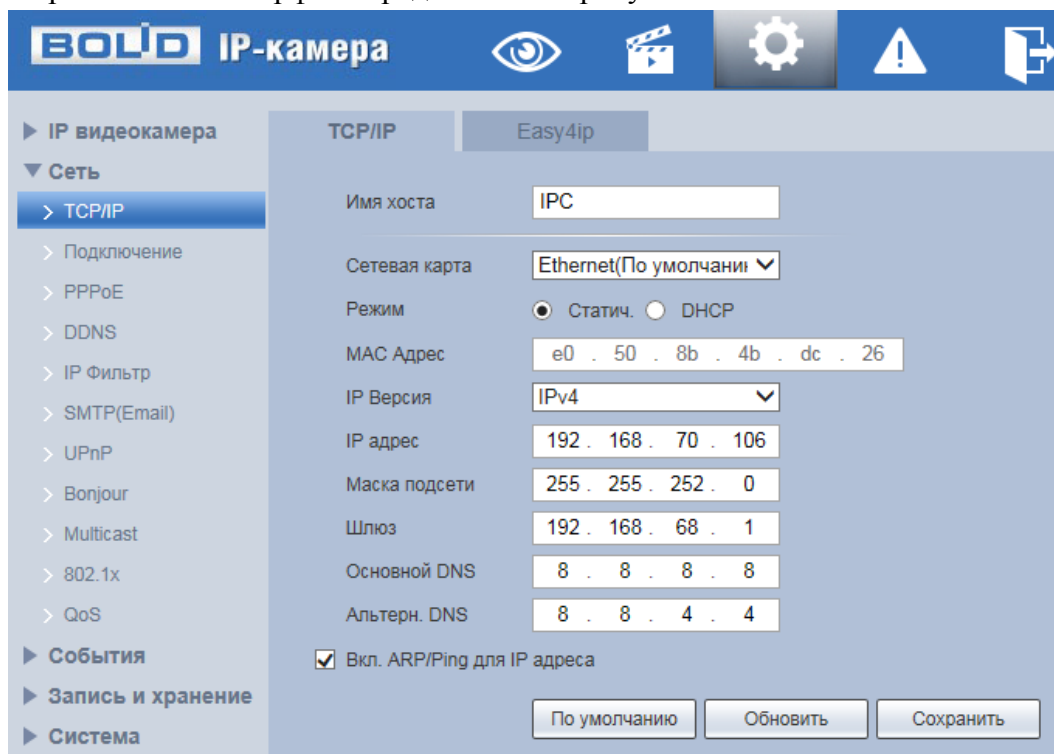 BOLID IP-камера
IP видеокамера
Сеть
TCP/IP
Подключение
PPPoE
DDNS
IP Фильтр
SMTP(Email)
UPnP
Bonjour
Multicast
802.1x
QoS
События
Запись и хранение
Система
TCP/IP Easy4ip
Имя хоста IPC
Сетевая карта Ethernet(По умолчани
Режим Статич. DHCP
MAC Адрес e0 . 50 . 8b . 4b . dc . 26
IP Версия IPv4
IP адрес 192 . 168 . 70 . 106
Маска подсети 255 . 255 . 252 . 0
Шлюз 192 . 168 . 68 . 1
Основной DNS 8 . 8 . 8 . 8
Альтерн. DNS 8 . 8 . 4 . 4
Вкл. ARP/Ping для IP адреса
По умолчанию Обновить Сохранить